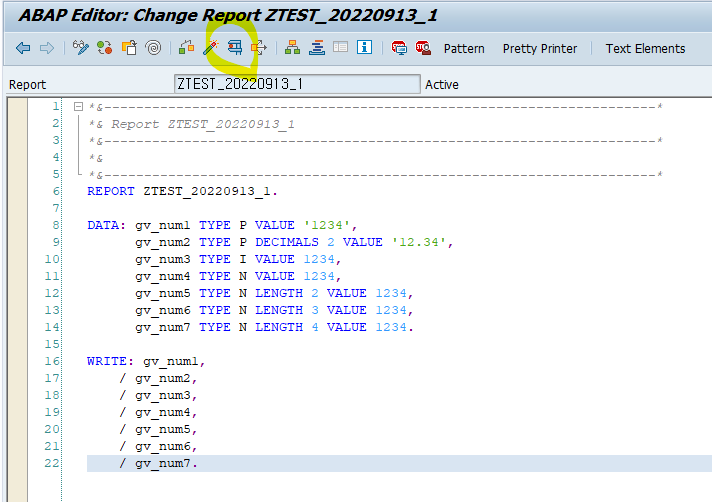 ABAP Editor: Change Report ZTEST_20220913_1
Pattern Pretty Printer Text Elements
Report ZTEST_20220913_1 Active
1 *&---------------------------------------------------------------------*
2 *& Report ZTEST_20220913_1
3 *&---------------------------------------------------------------------*
4 *&
5 *&---------------------------------------------------------------------*
6 REPORT ZTEST_20220913_1.
7
8 DATA: gv_num1 TYPE P VALUE '1234',
9 gv_num2 TYPE P DECIMALS 2 VALUE '12.34',
10 gv_num3 TYPE I VALUE 1234,
11 gv_num4 TYPE N VALUE 1234,
12 gv_num5 TYPE N LENGTH 2 VALUE 1234,
13 gv_num6 TYPE N LENGTH 3 VALUE 1234,
14 gv_num7 TYPE N LENGTH 4 VALUE 1234.
15
16 WRITE: gv_num1,
17 / gv_num2,
18 / gv_num3,
19 / gv_num4,
20 / gv_num5,
21 / gv_num6,
22 / gv_num7.